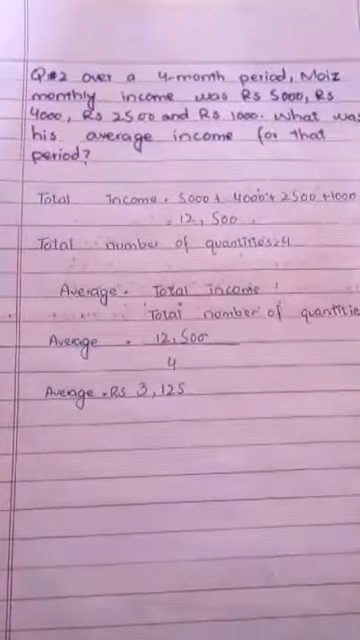 Q#2 over a 4-month period, Moiz
monthly income was Rs 5000, Rs
4000, Rs 2500 and Rs 1000. What was
his average income for that
period?
Total Income = 5000 + 4000 + 2500 + 1000
= 12,500
Total number of quantities = 4
Average = Total income
Total number of quantitie
Average = 12,500
4
Average = RS 3,125